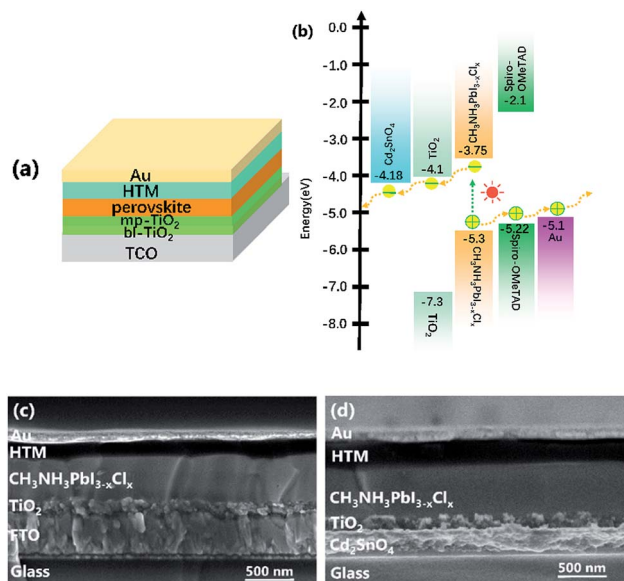 (a)
Au
HTM
perovskite
mp-TiO2
bl-TiO2
TCO
(b)
Energy(eV)
0.0
-1.0
-2.0
-3.0
-4.0
-5.0
-6.0
-7.0
-8.0
Cd2SnO4
-4.18
TiO2
-4.1
CH3NH3PbI3-xClx
-3.75
Spiro-
OMeTAD
-2.1
-7.3
TiO2
-5.3
CH3NH3PbI3-xClx
-5.22
Spiro-OMeTAD
-5.1
Au
(c)
Au
HTM
CH3NH3PbI3-xClx
TiO2
FTO
Glass
500 nm
(d)
Au
HTM
CH3NH3PbI3-xClx
TiO2
Cd2SnO4
Glass
500 nm